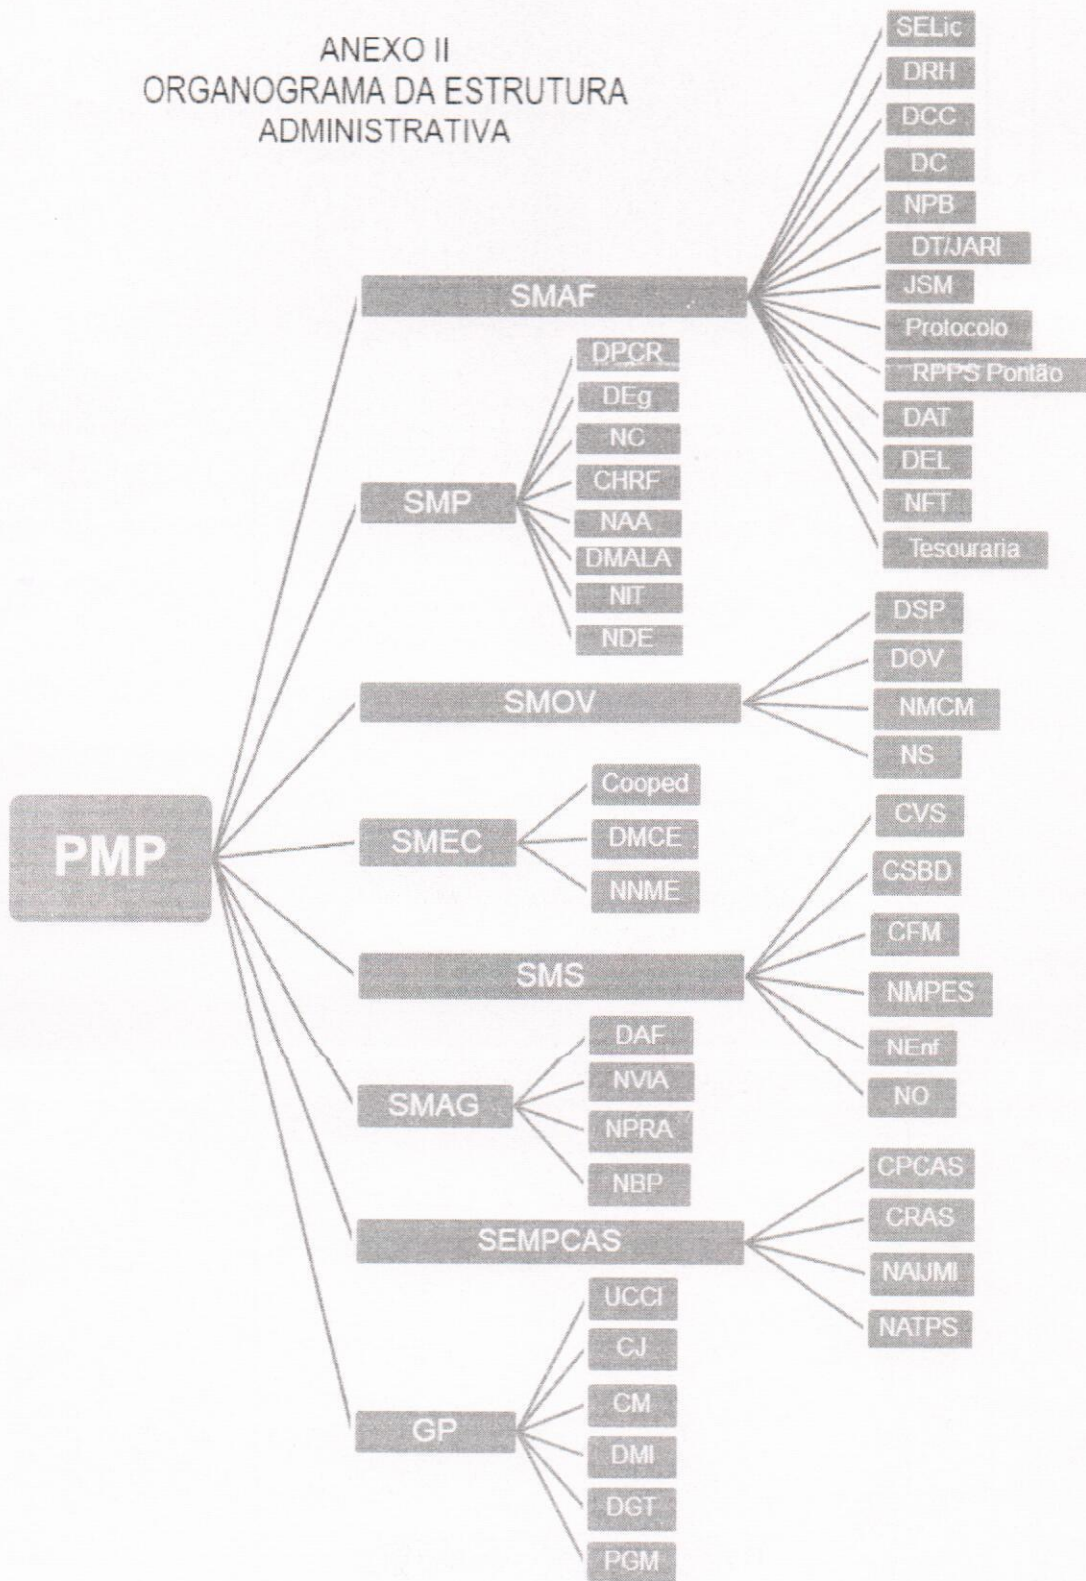 ANEXO II
ORGANOGRAMA DA ESTRUTURA
ADMINISTRATIVA
PMP
SMAF
SELic
DRH
DCC
DC
NPB
DT/JARI
JSM
Protocolo
RPPS Pontão
DAT
DEL
NFT
Tesouraria
SMP
DPCR
DEg
NC
CHRF
NAA
DMALA
NIT
NDE
SMOV
DSP
DOV
NMCM
NS
SMEC
Cooped
DMCE
NNME
SMS
CVS
CSBD
CFM
NMPES
NEnf
NO
SMAG
DAF
NVIA
NPRA
NBP
SEMPCAS
CPCAS
CRAS
NAIJMI
NATPS
GP
UCCI
CJ
CM
DMI
DGT
PGM